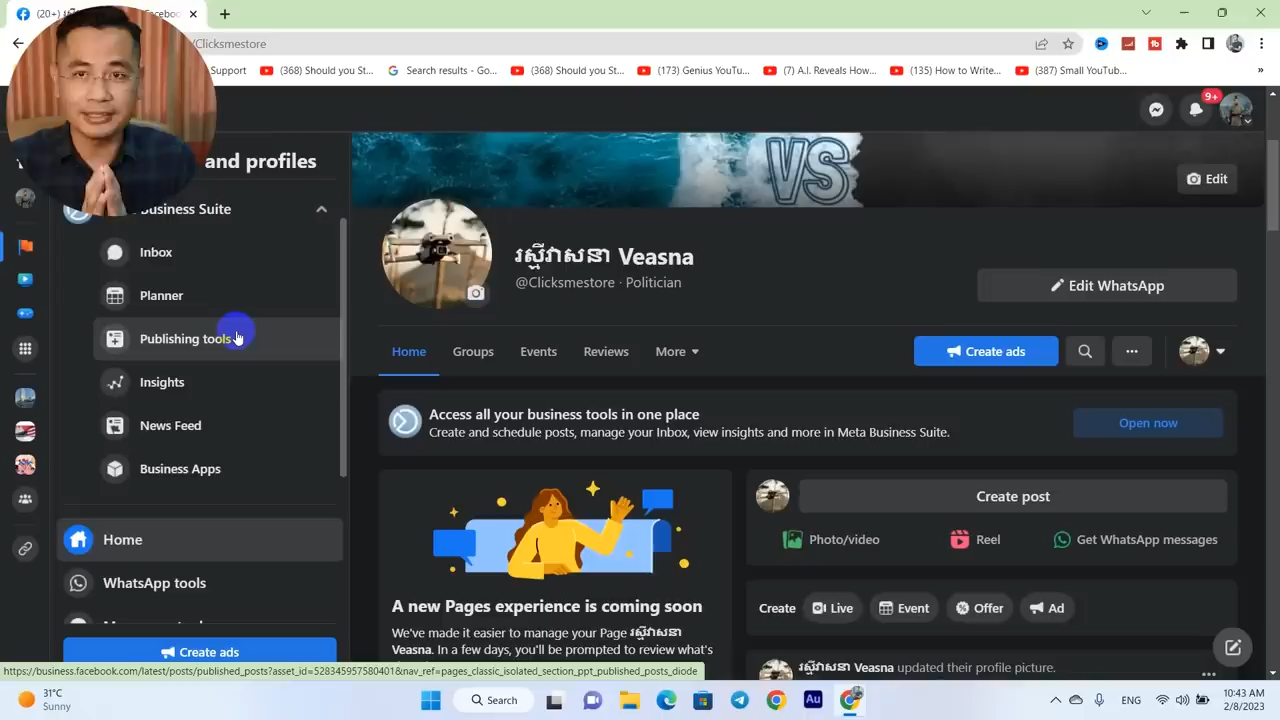 (20+)
Facebo
/Clicksmestore
Support
(368) Should you St...
Search results - Go...
(368) Should you St...
(173) Genius YouTu...
(7) A.I. Reveals How...
(135) How to Write...
(387) Small YouTub...
»
9+
and profiles
Business Suite
Inbox
Planner
Publishing tools
Insights
News Feed
Business Apps
Home
WhatsApp tools
Create ads
VS
Edit
រស្មីវាសនា Veasna
@Clicksmestore · Politician
Edit WhatsApp
Home
Groups
Events
Reviews
More
Create ads
Access all your business tools in one place
Create and schedule posts, manage your Inbox, view insights and more in Meta Business Suite.
Open now
A new Pages experience is coming soon
We've made it easier to manage your Page រស្មីវាសនា
Veasna. In a few days, you'll be prompted to review what's
Create post
Photo/video
Reel
Get WhatsApp messages
Create
Live
Event
Offer
Ad
រស្មីវាសនា Veasna updated their profile picture.
https://business.facebook.com/latest/posts/published_posts?asset_id=528345957580401&nav_ref=pages_classic_isolated_section_ppt_published_posts_diode
31°C
Sunny
Search
Au
ENG
10:43 AM
2/8/2023